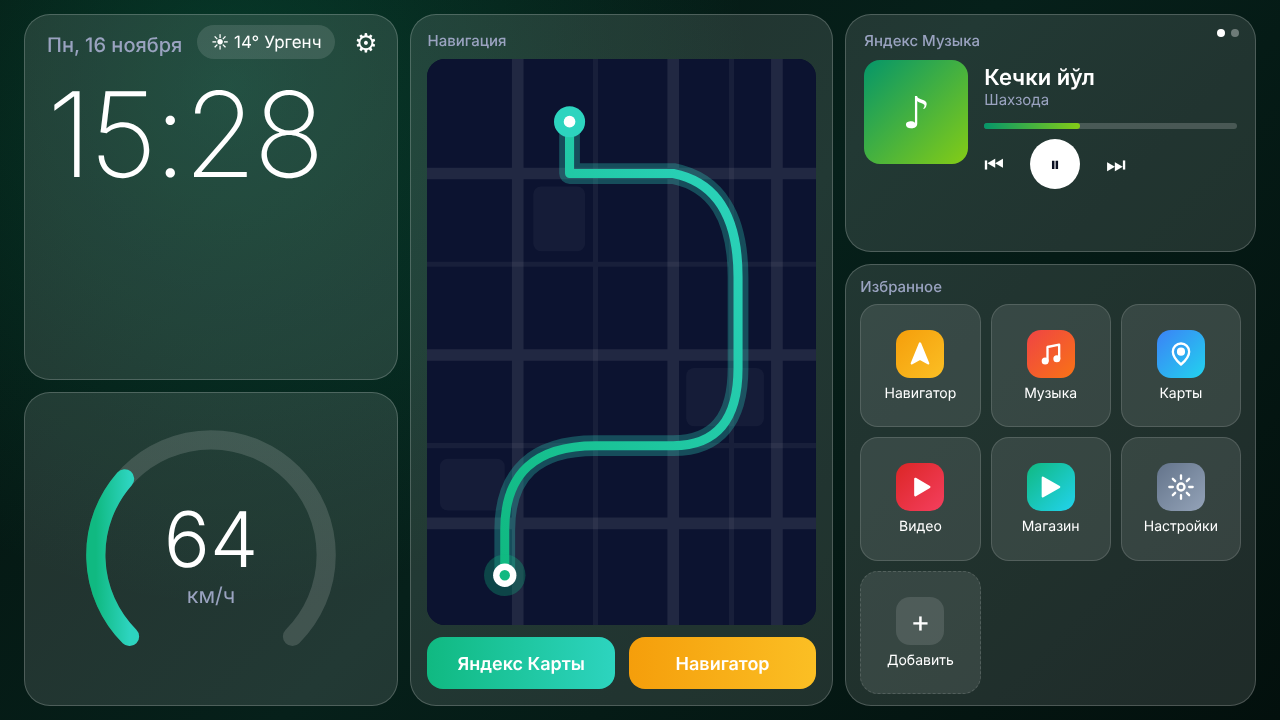 Пн, 16 ноября
☀ 14° Ургенч
15:28
64
км/ч
Навигация
Яндекс Карты
Навигатор
Яндекс Музыка
Кечки йўл
Шахзода
Избранное
Навигатор
Музыка
Карты
Видео
Магазин
Настройки
+
Добавить